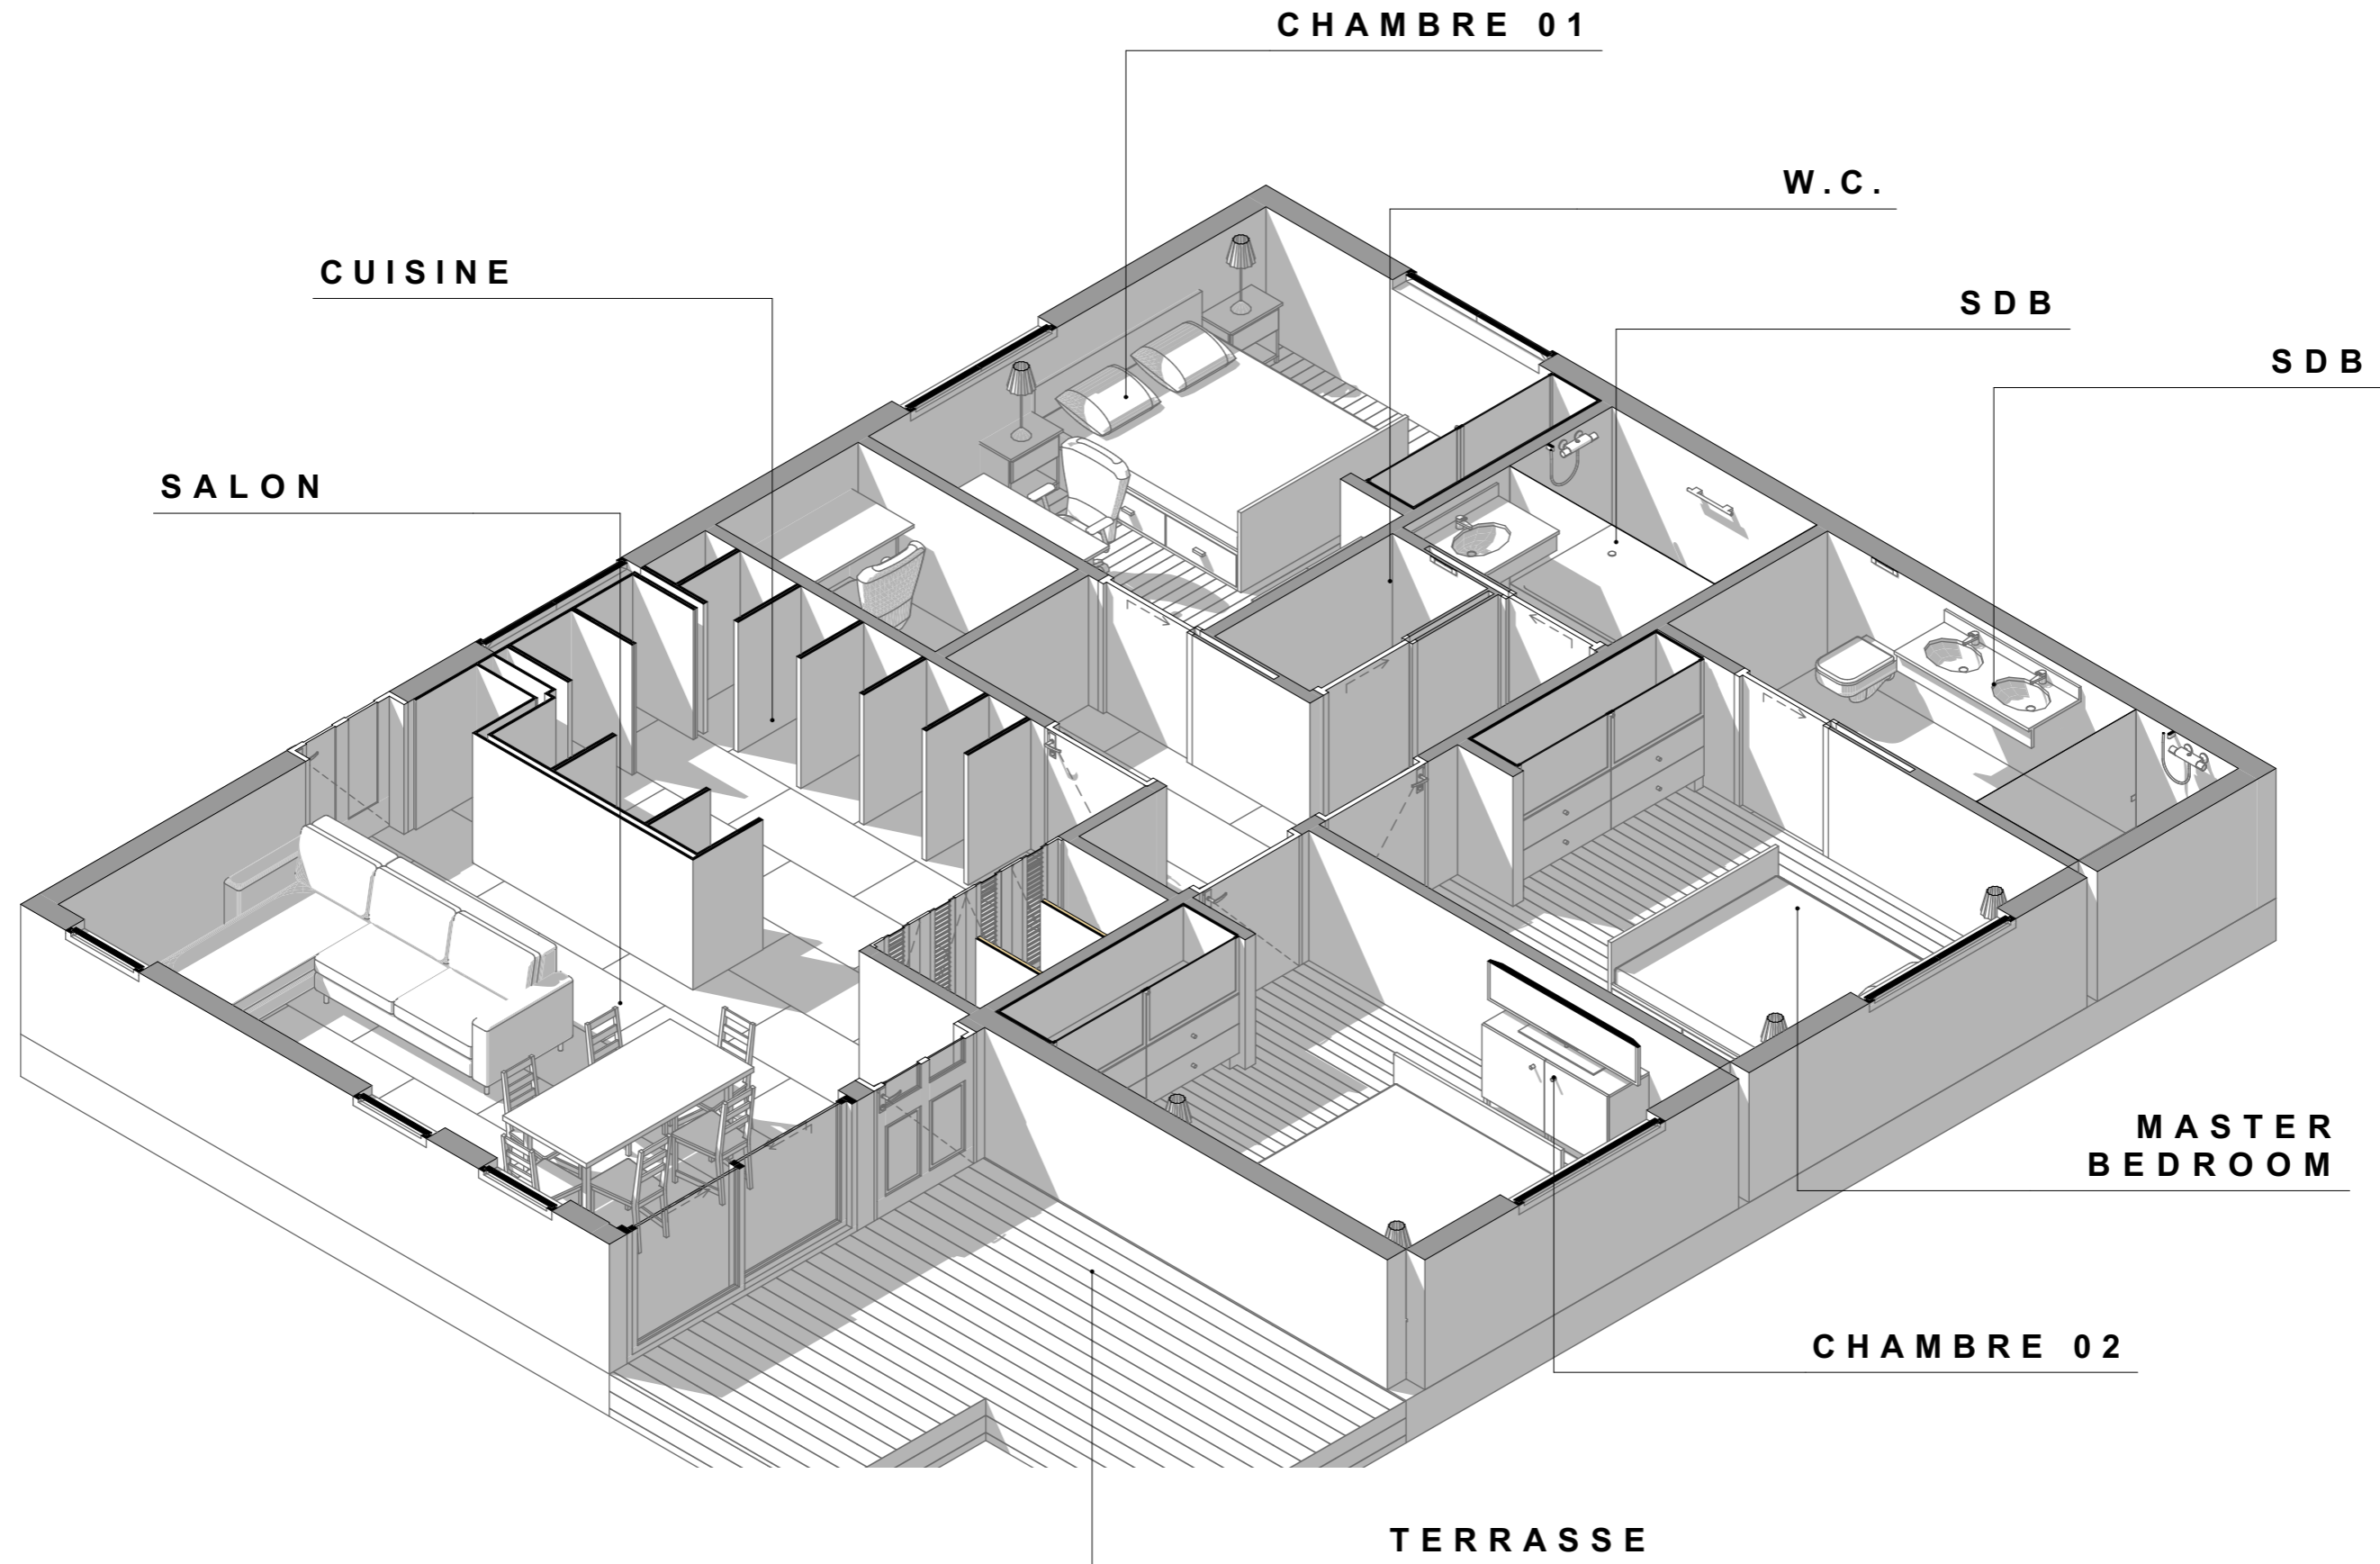 CHAMBRE 01
W.C.
CUISINE
SDB
SDB
SALON
MASTER
BEDROOM
CHAMBRE 02
TERRASSE